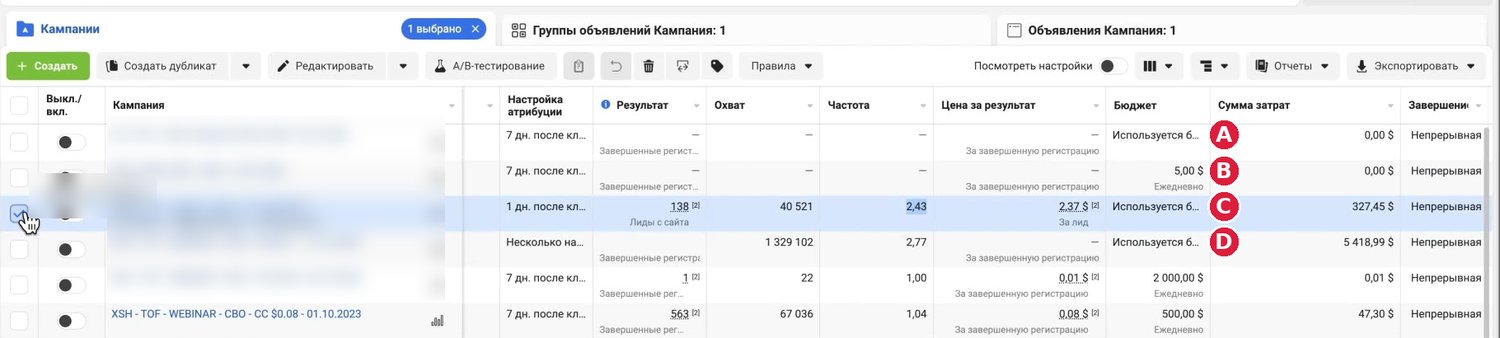 Кампании
1 выбрано
Группы объявлений Кампания: 1
Объявления Кампания: 1
+ Создать
Создать дубликат
Редактировать
A/B-тестирование
Правила
Посмотреть настройки
Отчеты
Экспортировать
Выкл./
вкл.
Кампания
Настройка
атрибуции
Результат
Охват
Частота
Цена за результат
Бюджет
Сумма затрат
Завершени
7 дн. после кл... — — — — Используется б... A 0,00 $ Непрерывная
Завершенные регист... За завершенную регистрацию
7 дн. после кл... — — — — 5,00 $ B 0,00 $ Непрерывная
Завершенные регист... За завершенную регистрацию Ежедневно
1 дн. после кл... 138 [2] 40 521 2,43 2,37 $ [2] Используется б... C 327,45 $ Непрерывная
Лиды с сайта За лид
Несколько на... — 1 329 102 2,77 — Используется б... D 5 418,99 $ Непрерывная
Завершенные регистра За завершенную регистрацию
7 дн. после кл... 1 [2] 22 1,00 0,01 $ [2] 2 000,00 $ 0,01 $ Непрерывная
Завершенные рег... За завершенную регистрацию Ежедневно
XSH - TOF - WEBINAR - CBO - CC $0.08 - 01.10.2023 7 дн. после кл... 563 [2] 67 036 1,04 0,08 $ [2] 500,00 $ 47,30 $ Непрерывная
Завершенные рег... За завершенную регистрацию Ежедневно